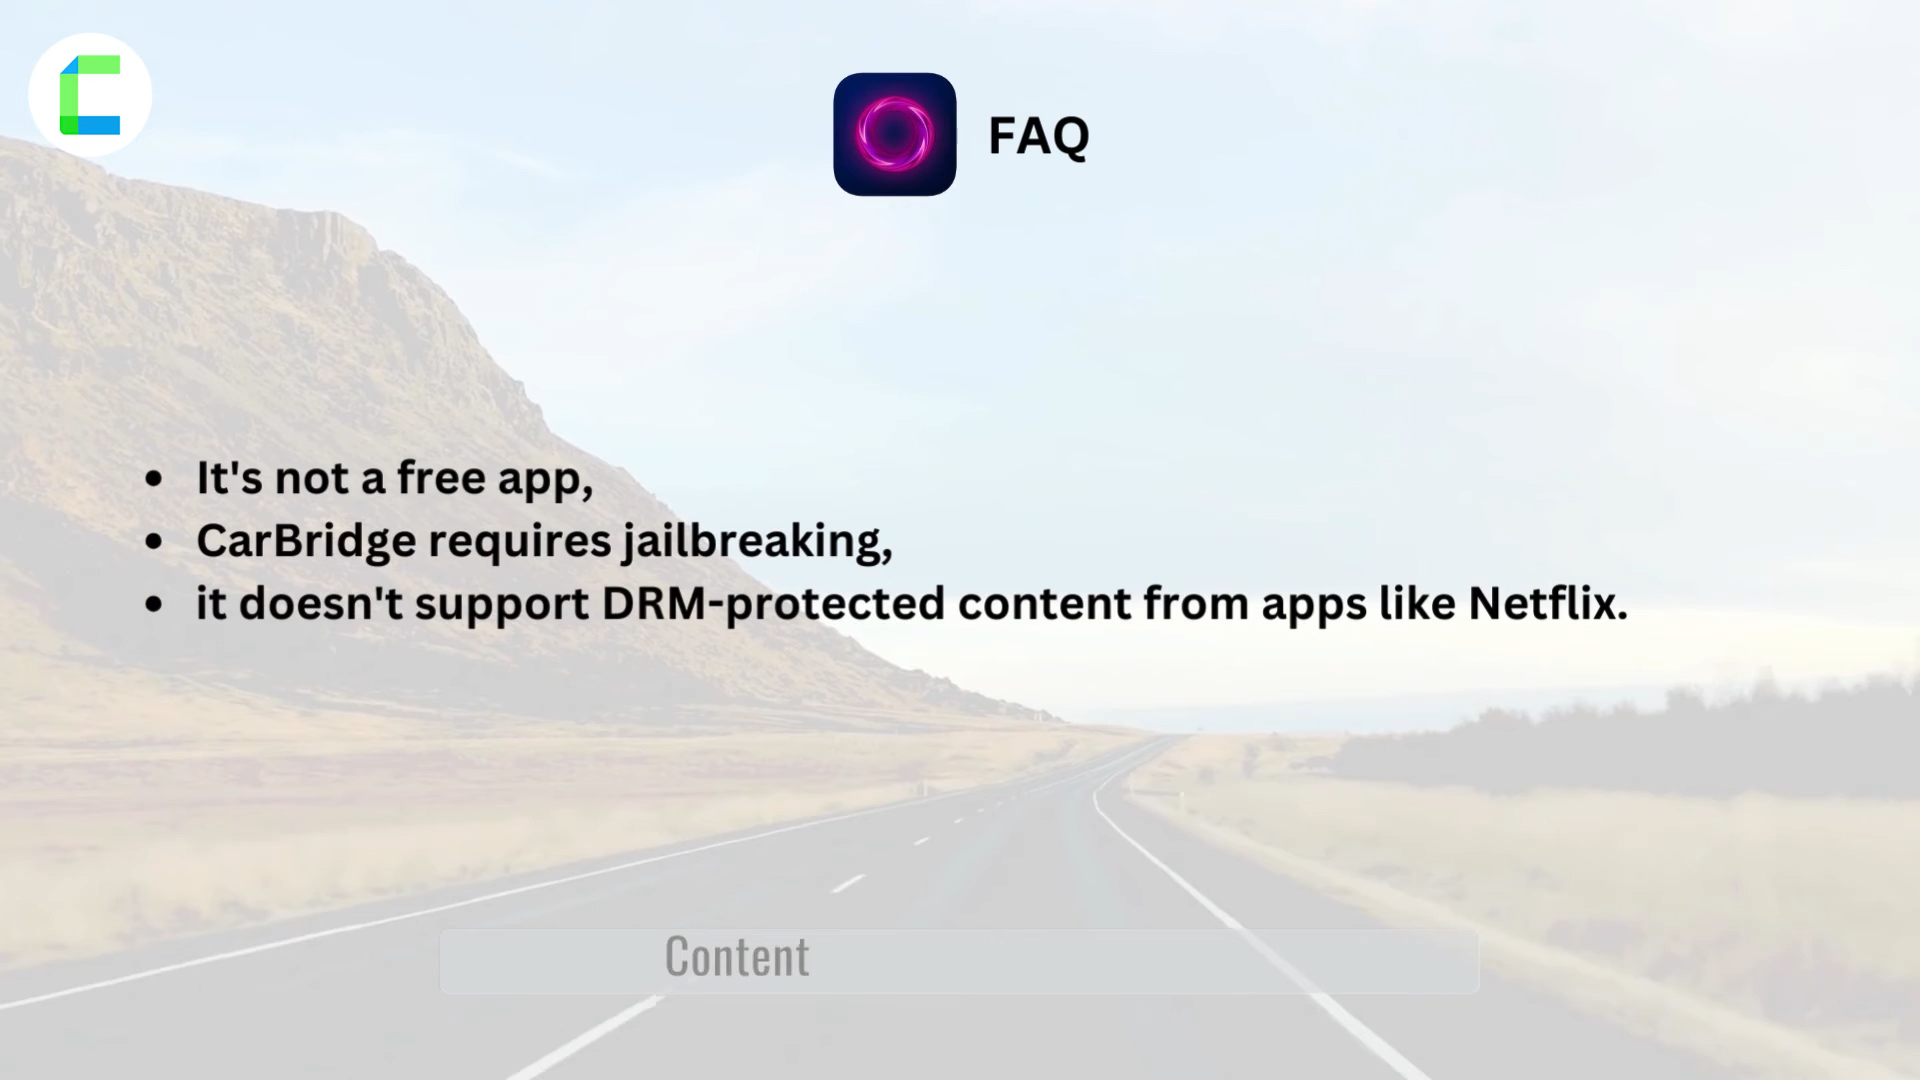 FAQ
It's not a free app,
CarBridge requires jailbreaking,
it doesn't support DRM-protected content from apps like Netflix.
Content